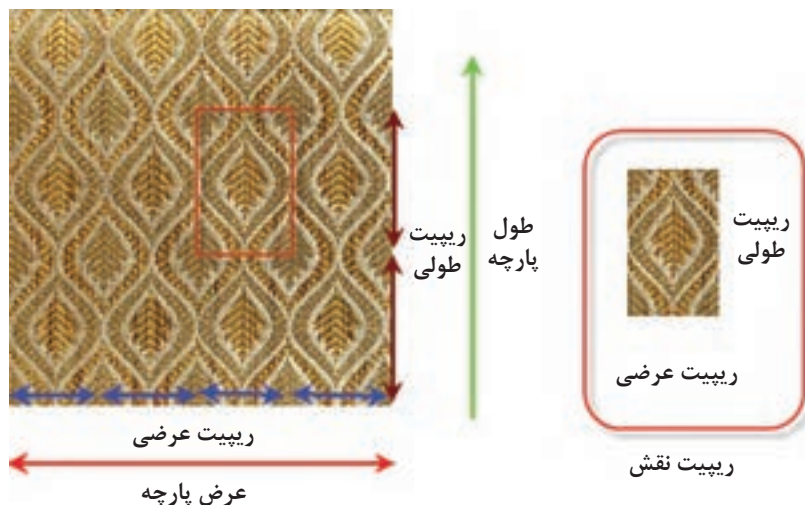 ریپیت
طولی
طول
پارچه
ریپیت
طولی
ریپیت عرضی
ریپیت عرضی
عرض پارچه
ریپیت نقش